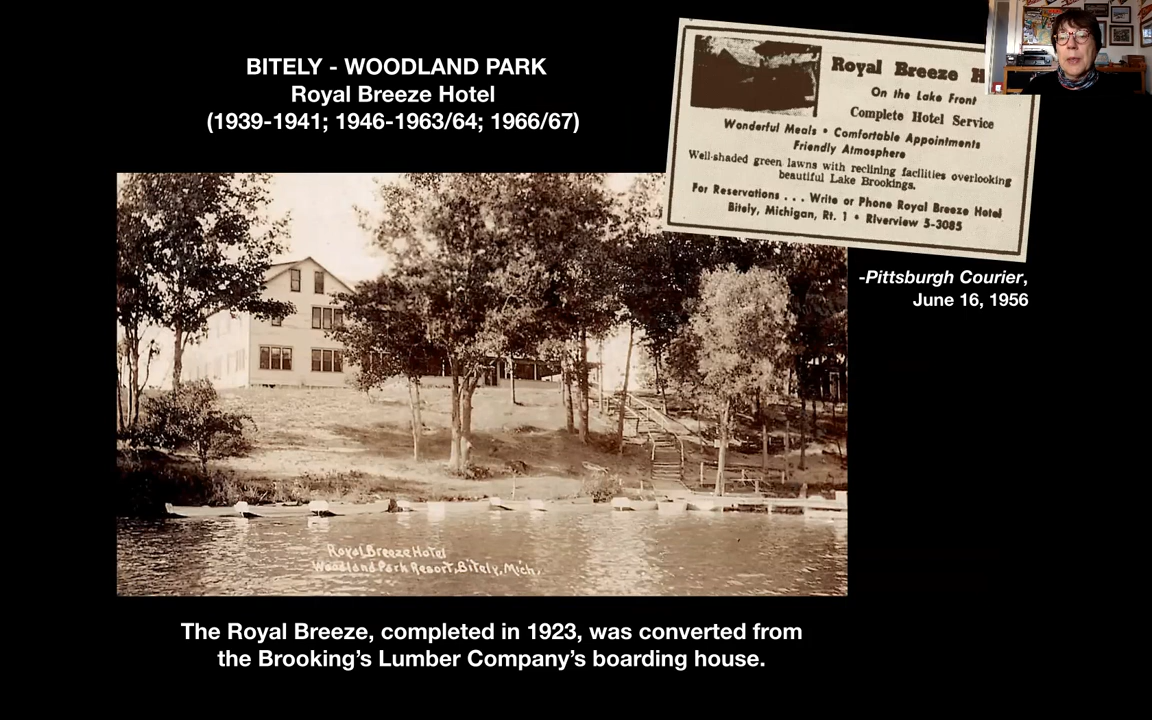 BITELY - WOODLAND PARK
Royal Breeze Hotel
(1939-1941; 1946-1963/64; 1966/67)
Royal Breeze H
On the Lake Front
Complete Hotel Service
Wonderful Meals • Comfortable Appointments
Friendly Atmosphere
Well-shaded green lawns with reclining facilities overlooking
beautiful Lake Brookings.
For Reservations . . . Write or Phone Royal Breeze Hotel
Bitely, Michigan, Rt. 1 • Riverview 5-3085
-Pittsburgh Courier,
June 16, 1956
Royal Breeze Hotel
Woodland Park Resort, Bitely, Mich.
The Royal Breeze, completed in 1923, was converted from
the Brooking's Lumber Company's boarding house.